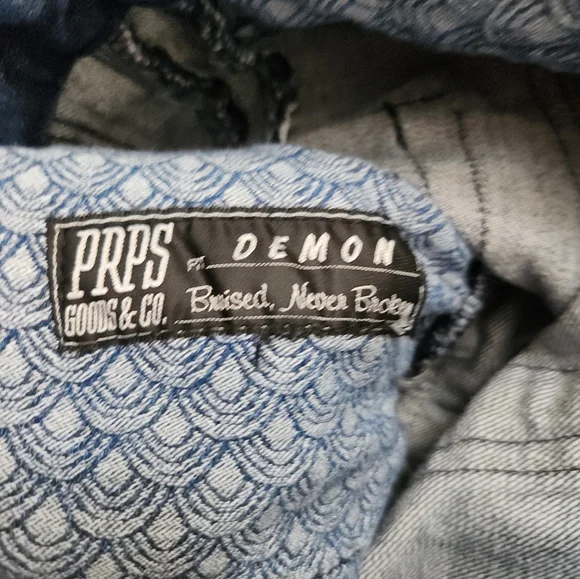 PRPS
GOODS & CO.
FIT. DEMON
Bruised, Never Broken